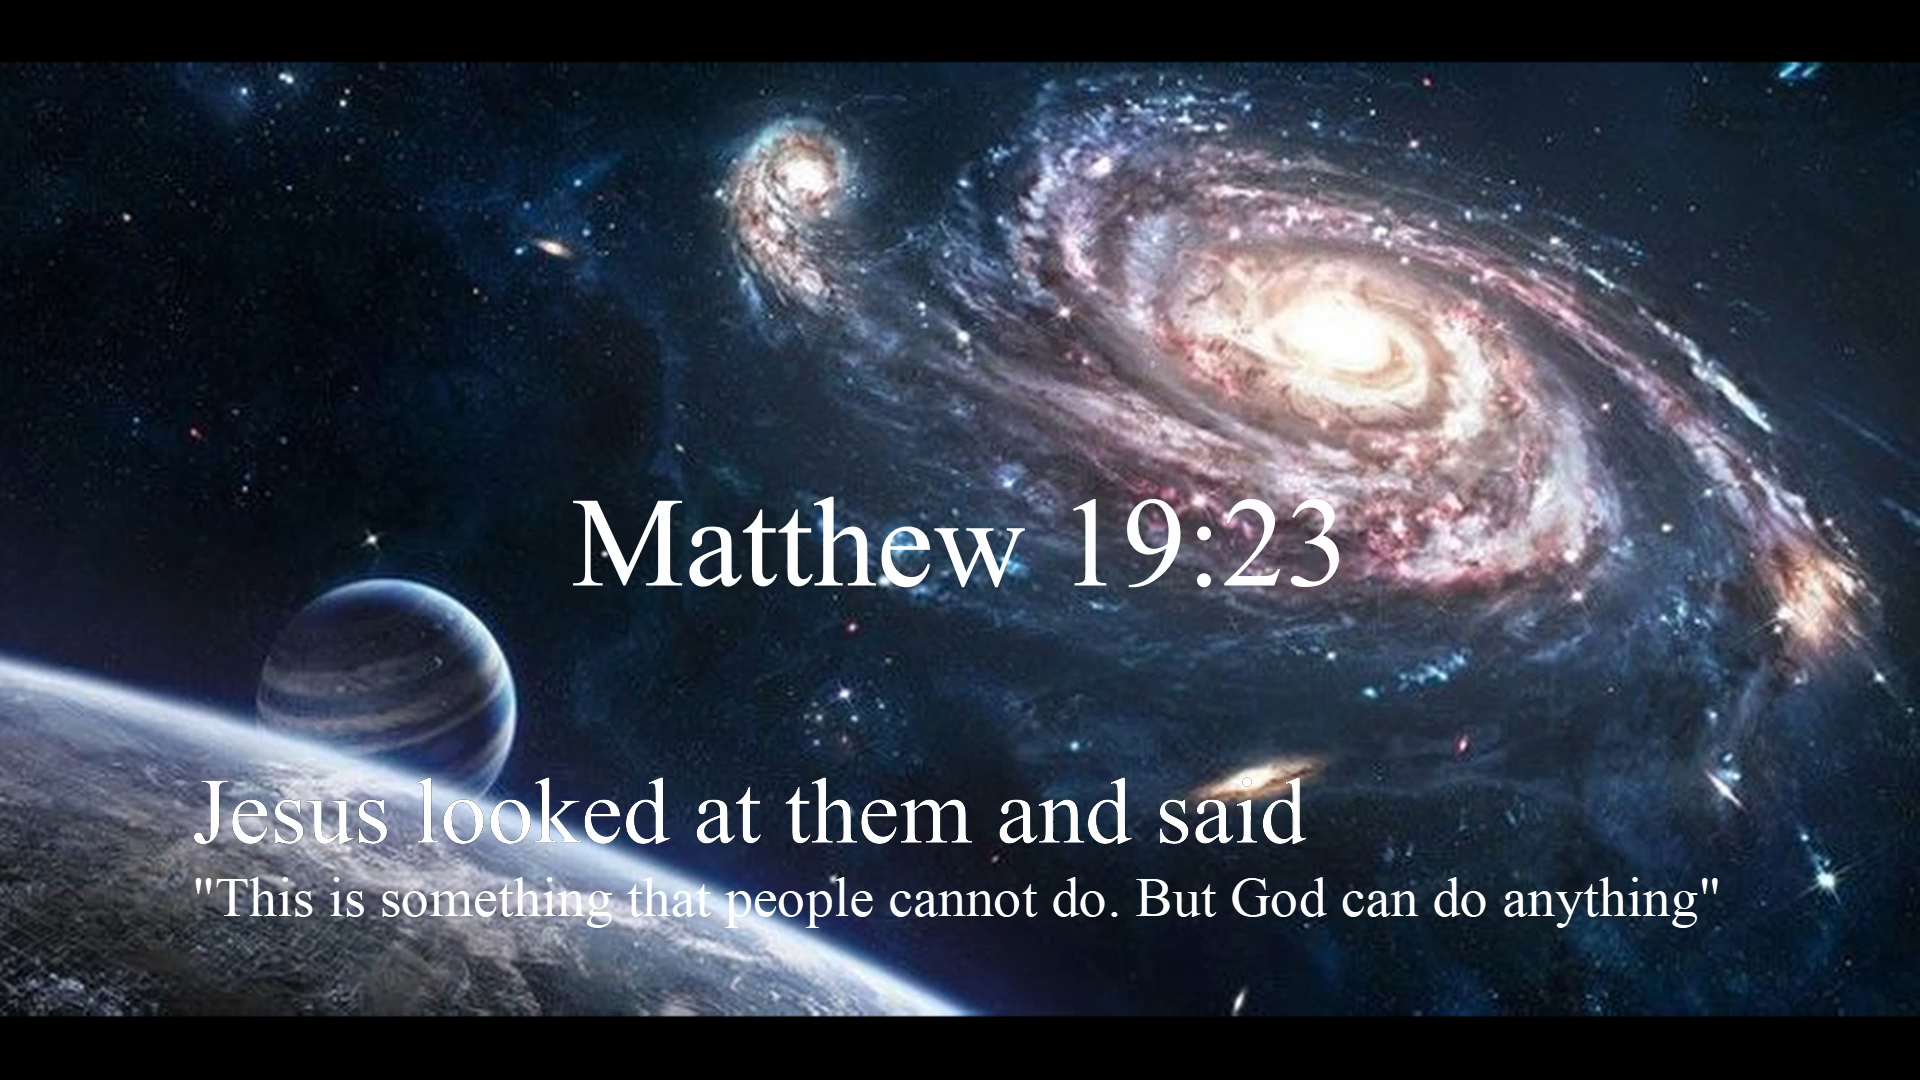 Matthew 19:23
Jesus looked at them and said
"This is something that people cannot do. But God can do anything"